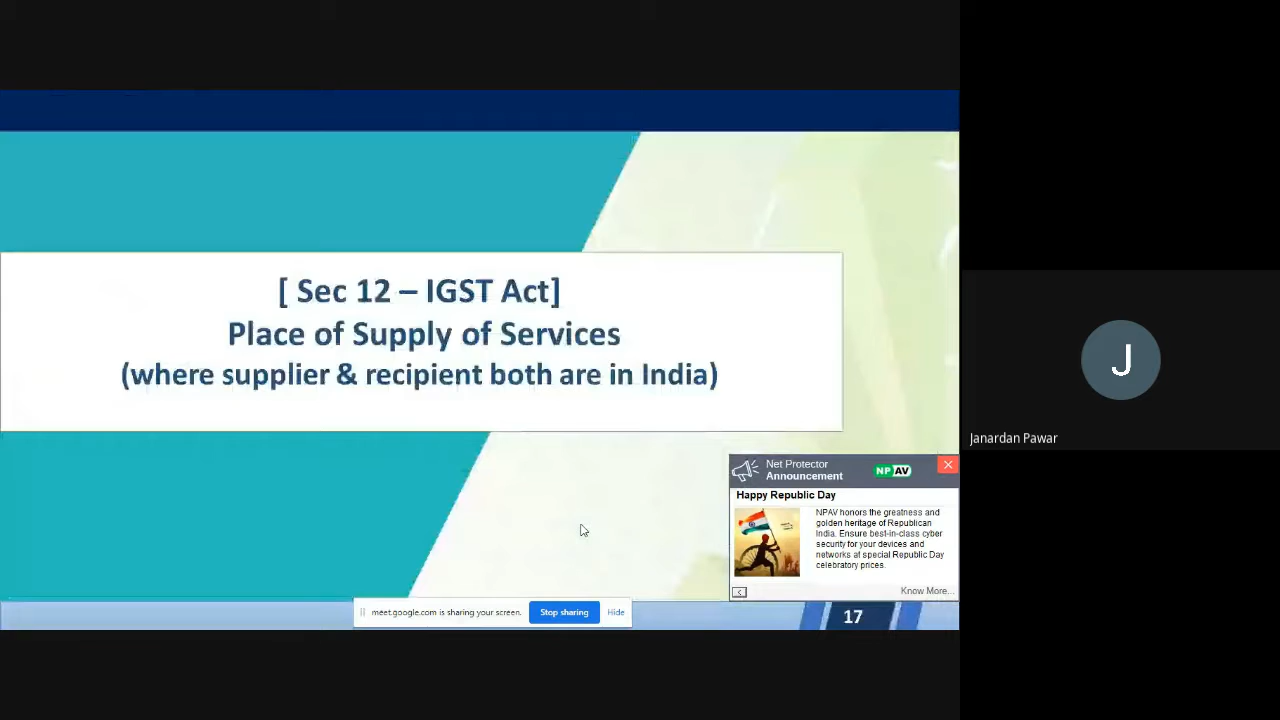 [ Sec 12 – IGST Act]
Place of Supply of Services
(where supplier & recipient both are in India)
Net Protector
Announcement
NP AV
Happy Republic Day
NPAV honors the greatness and
golden heritage of Republican
India. Ensure best-in-class cyber
security for your devices and
networks at special Republic Day
celebratory prices.
Know More...
meet.google.com is sharing your screen.
Stop sharing
Hide
17
J
Janardan Pawar